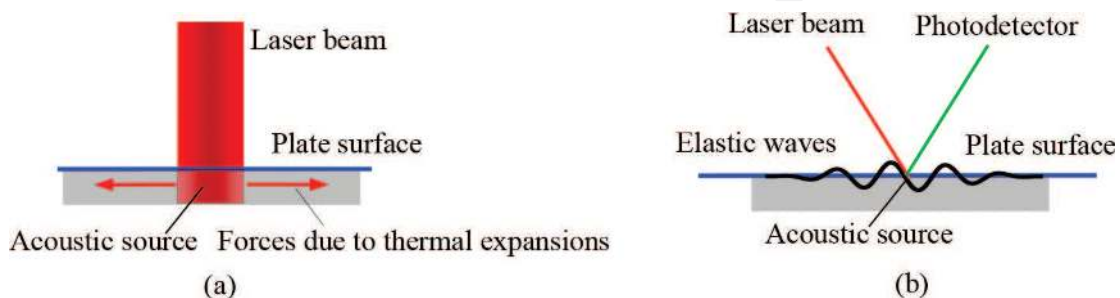 Laser beam
Plate surface
Acoustic source
Forces due to thermal expansions
(a)
Laser beam
Photodetector
Elastic waves
Plate surface
Acoustic source
(b)